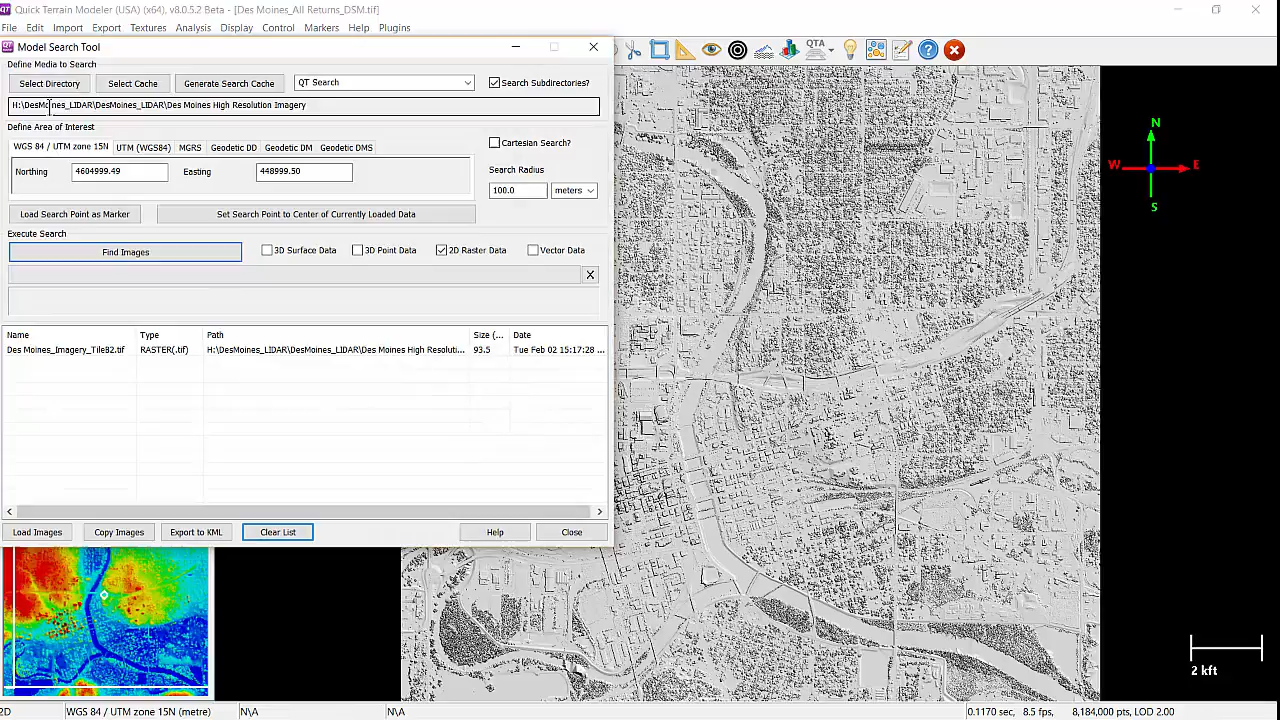 Quick Terrain Modeler (USA) (x64), v8.0.5.2 Beta - [Des Moines_All Returns_DSM.tif]
File Edit Import Export Textures Analysis Display Control Markers Help Plugins
Model Search Tool
QTA
Define Media to Search
Select Directory Select Cache Generate Search Cache QT Search Search Subdirectories?
H:\DesMoines_LIDAR\DesMoines_LIDAR\Des Moines High Resolution Imagery
Define Area of Interest
WGS 84 / UTM zone 15N UTM (WGS84) MGRS Geodetic DD Geodetic DM Geodetic DMS Cartesian Search?
Northing 4604999.49 Easting 448999.50
Search Radius
100.0 meters
Load Search Point as Marker Set Search Point to Center of Currently Loaded Data
Execute Search
Find Images 3D Surface Data 3D Point Data 2D Raster Data Vector Data
X
Name Type Path Size (... Date
Des Moines_Imagery_Tile82.tif RASTER(.tif) H:\DesMoines_LIDAR\DesMoines_LIDAR\Des Moines High Resoluti... 93.5 Tue Feb 02 15:17:28 ...
Load Images Copy Images Export to KML Clear List Help Close
N
W E
S
2 kft
2D WGS 84 / UTM zone 15N (metre) N\A N\A 0.1170 sec, 8.5 fps, 8,184,000 pts, LOD 2.00